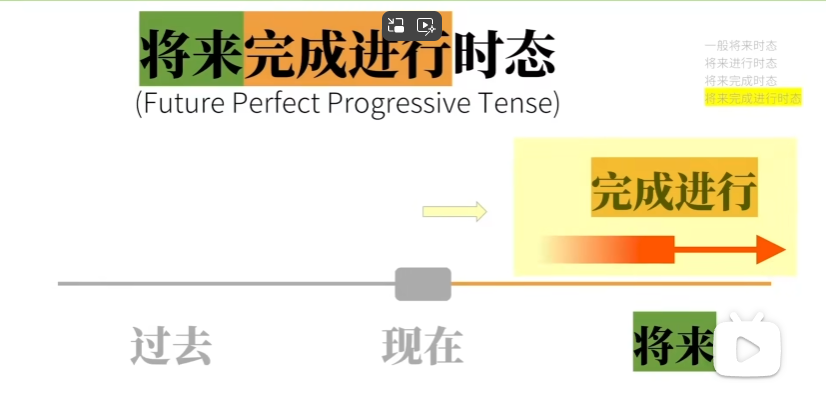 将来完成进行时态
(Future Perfect Progressive Tense)
一般将来时态
将来进行时态
将来完成时态
将来完成进行时态
完成进行
过去
现在
将来